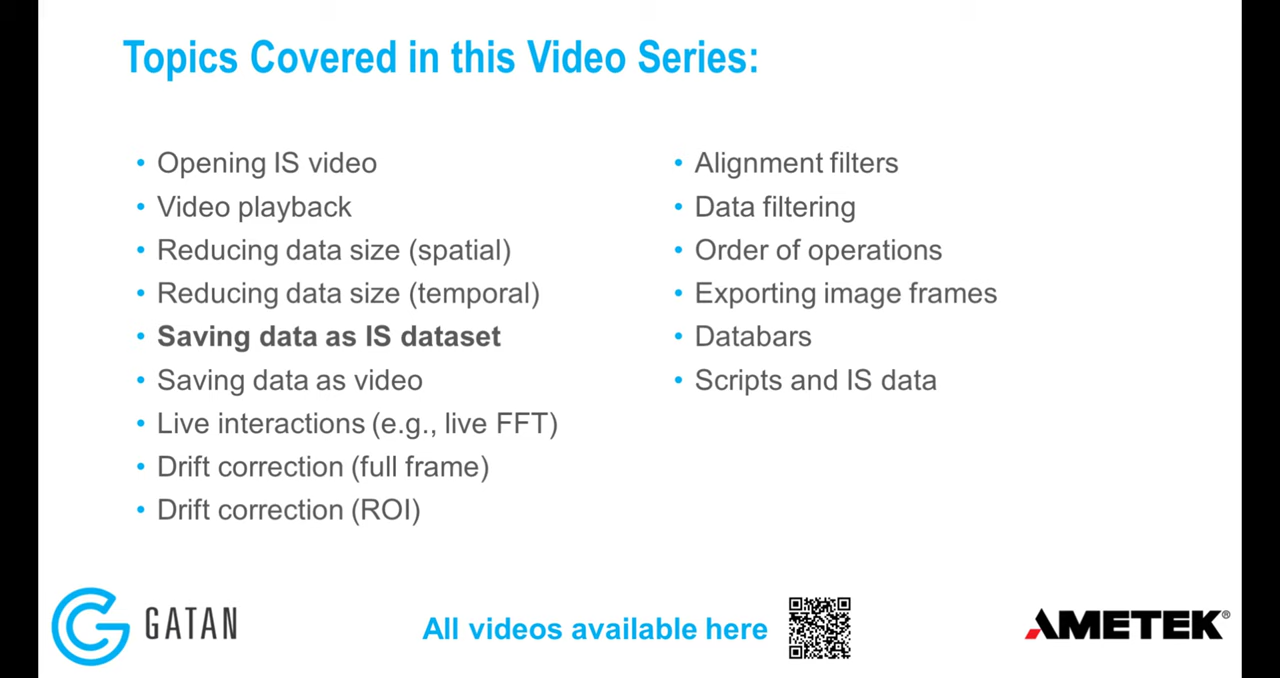 Topics Covered in this Video Series:
• Opening IS video
• Video playback
• Reducing data size (spatial)
• Reducing data size (temporal)
• Saving data as IS dataset
• Saving data as video
• Live interactions (e.g., live FFT)
• Drift correction (full frame)
• Drift correction (ROI)
• Alignment filters
• Data filtering
• Order of operations
• Exporting image frames
• Databars
• Scripts and IS data
GATAN
All videos available here
AMETEK®